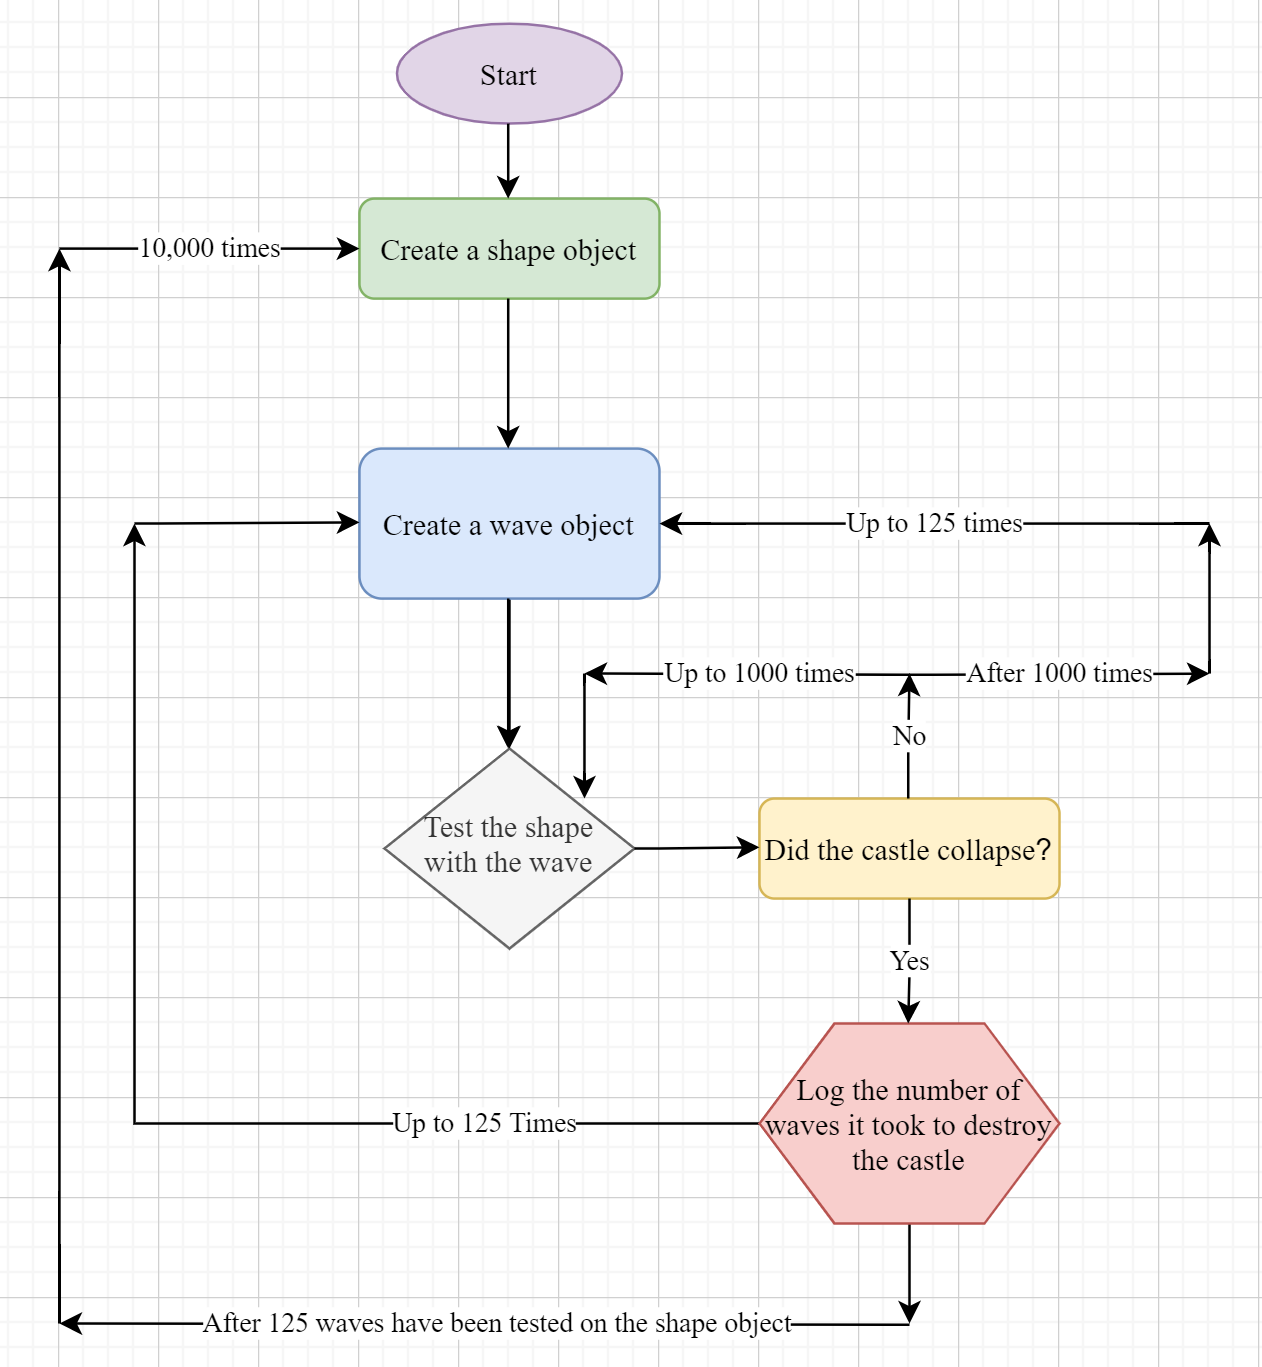 Start
10,000 times
Create a shape object
Create a wave object
Up to 125 times
Up to 1000 times
After 1000 times
No
Test the shape
with the wave
Did the castle collapse?
Yes
Log the number of
waves it took to destroy
the castle
Up to 125 Times
After 125 waves have been tested on the shape object